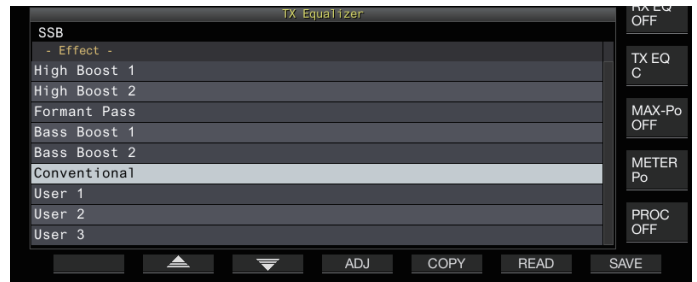 TX Equalizer
SSB
- Effect -
High Boost 1
High Boost 2
Formant Pass
Bass Boost 1
Bass Boost 2
Conventional
User 1
User 2
User 3
RX EQ
OFF
TX EQ
C
MAX-Po
OFF
METER
Po
PROC
OFF
ADJ
COPY
READ
SAVE